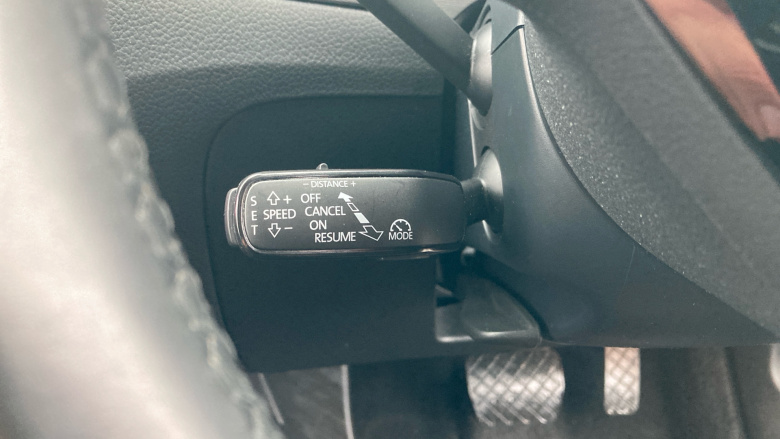 - DISTANCE +
S ⇧ + OFF
E SPEED CANCEL
T ⇩ - ON
RESUME MODE